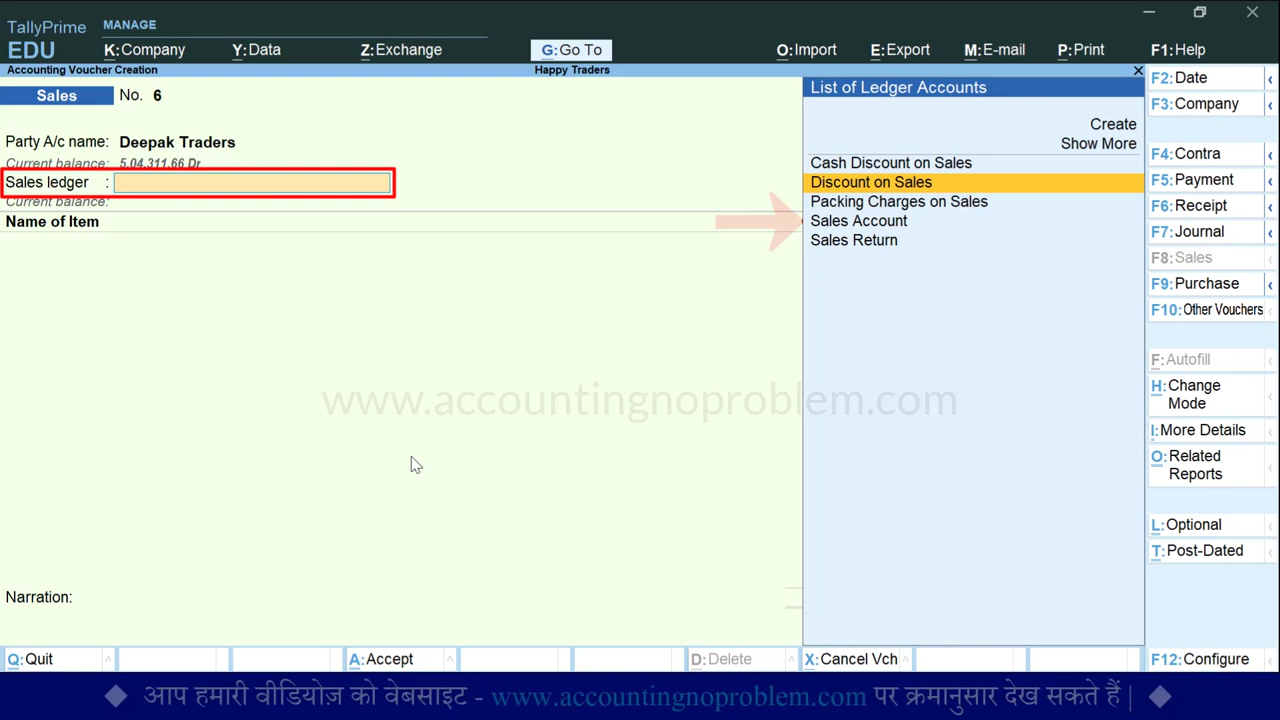 TallyPrime
EDU
MANAGE
K:Company
Y:Data
Z:Exchange
G:Go To
O:Import
E:Export
M:E-mail
P:Print
F1:Help
Accounting Voucher Creation
Happy Traders
Sales No. 6
Party A/c name: Deepak Traders
Current balance: 5,04,311.66 Dr
Sales ledger :
Current balance:
Name of Item
Narration:
List of Ledger Accounts
Create
Show More
Cash Discount on Sales
Discount on Sales
Packing Charges on Sales
Sales Account
Sales Return
F2:Date
F3:Company
F4:Contra
F5:Payment
F6:Receipt
F7:Journal
F8:Sales
F9:Purchase
F10:Other Vouchers
F:Autofill
H:Change
Mode
I:More Details
O:Related
Reports
L:Optional
T:Post-Dated
F12:Configure
www.accountingnoproblem.com
Q:Quit
A:Accept
D:Delete
X:Cancel Vch
आप हमारी वीडियोज़ को वेबसाइट - www.accountingnoproblem.com पर क्रमानुसार देख सकते हैं |